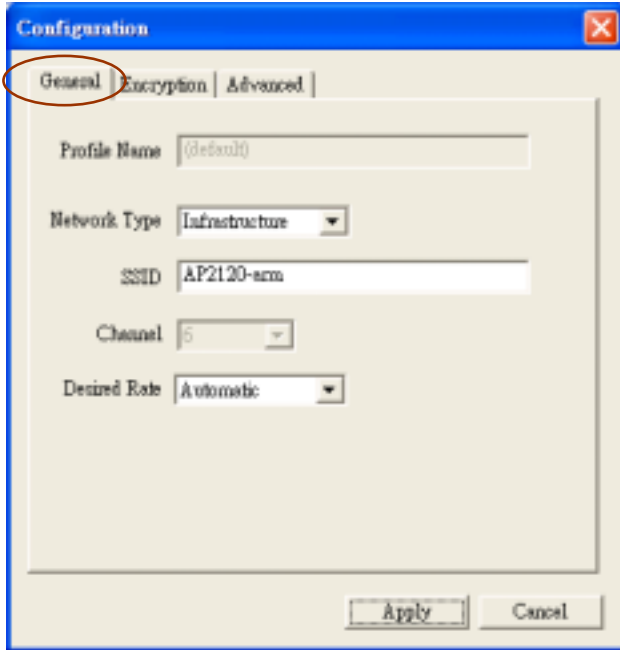 Configuration
General Encryption Advanced
Profile Name (default)
Network Type Infrastructure
SSID AP2120-arm
Channel 6
Desired Rate Automatic
Apply Cancel